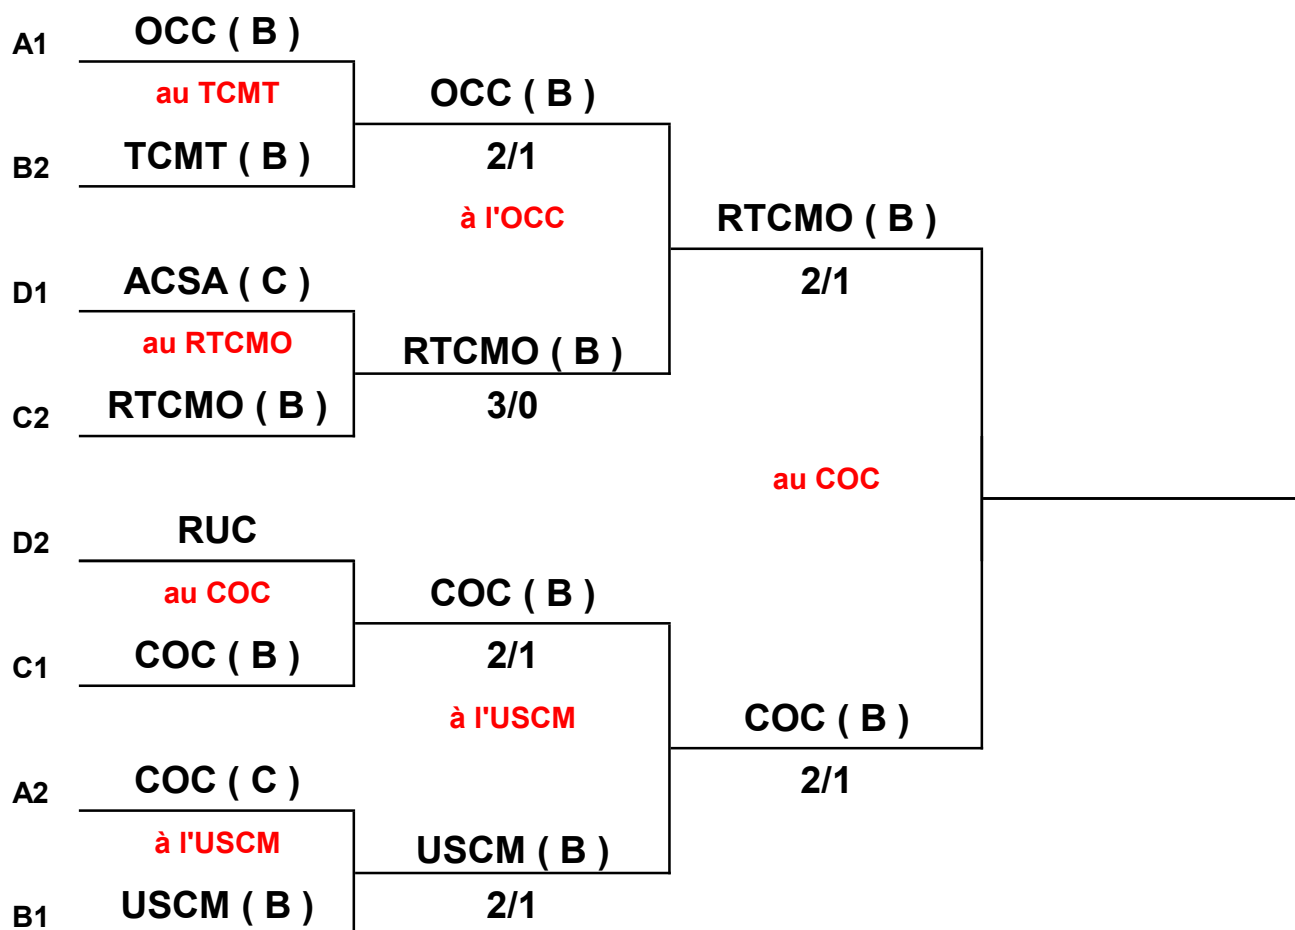 A1 OCC ( B )
au TCMT
OCC ( B )
B2 TCMT ( B )
2/1
à l'OCC
RTCMO ( B )
D1 ACSA ( C )
2/1
au RTCMO
RTCMO ( B )
C2 RTCMO ( B )
3/0
au COC
D2 RUC
au COC
COC ( B )
C1 COC ( B )
2/1
à l'USCM
COC ( B )
A2 COC ( C )
2/1
à l'USCM
USCM ( B )
B1 USCM ( B )
2/1